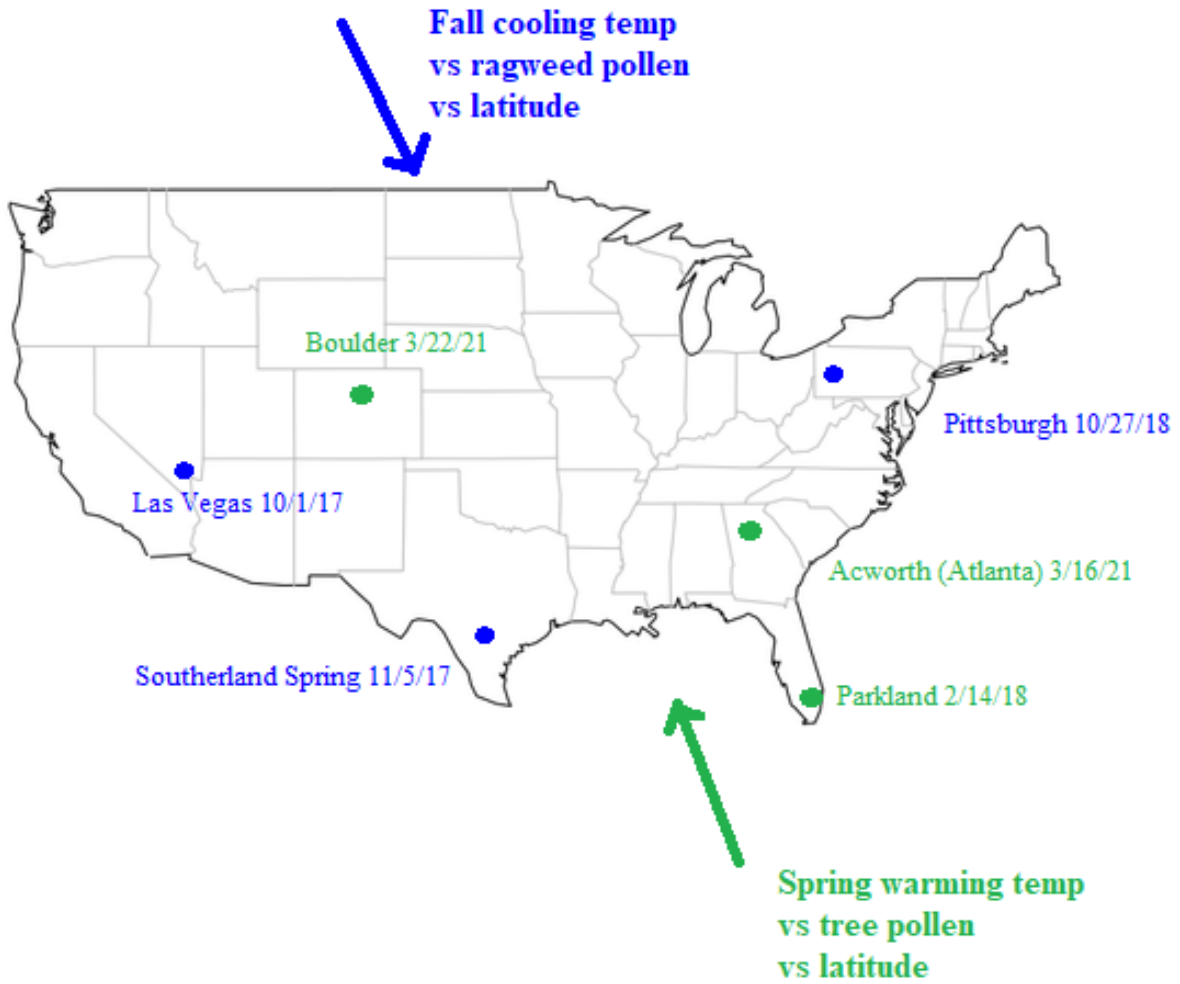 Fall cooling temp
vs ragweed pollen
vs latitude
Boulder 3/22/21
Pittsburgh 10/27/18
Las Vegas 10/1/17
Acworth (Atlanta) 3/16/21
Southerland Spring 11/5/17
Parkland 2/14/18
Spring warming temp
vs tree pollen
vs latitude